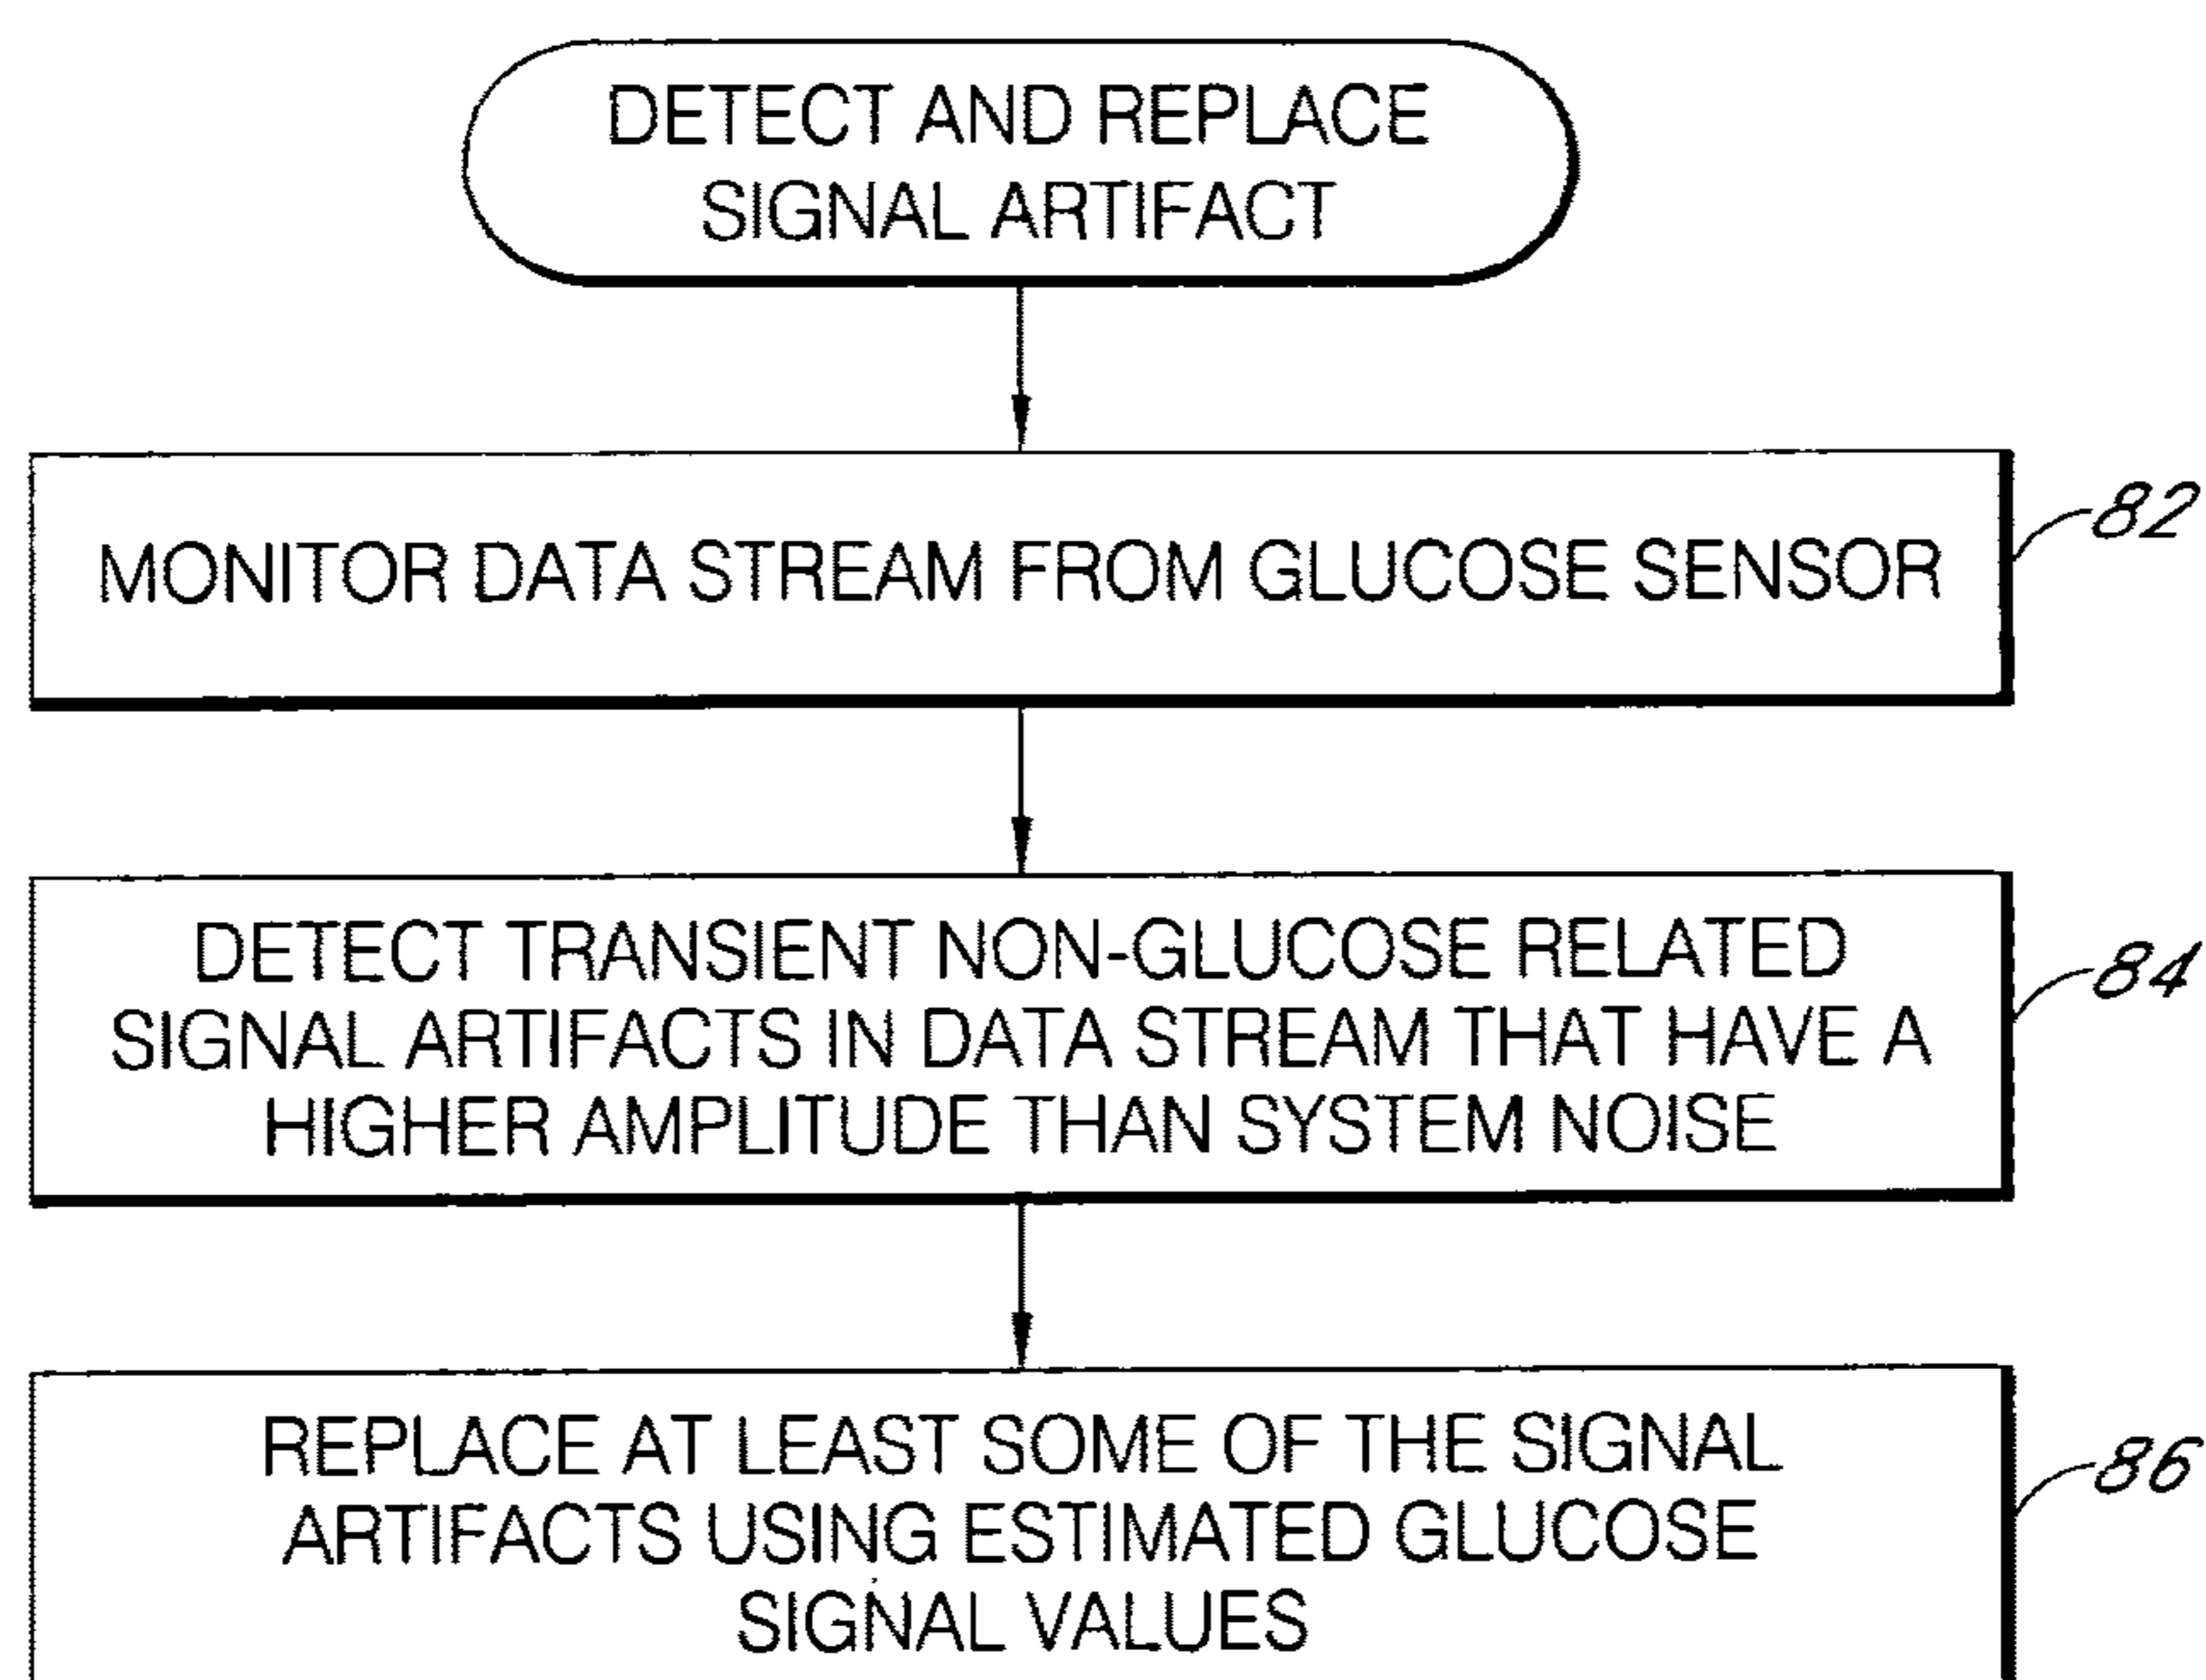 DETECT AND REPLACE
SIGNAL ARTIFACT
MONITOR DATA STREAM FROM GLUCOSE SENSOR
82
DETECT TRANSIENT NON-GLUCOSE RELATED
SIGNAL ARTIFACTS IN DATA STREAM THAT HAVE A
HIGHER AMPLITUDE THAN SYSTEM NOISE
84
REPLACE AT LEAST SOME OF THE SIGNAL
ARTIFACTS USING ESTIMATED GLUCOSE
SIGNAL VALUES
86